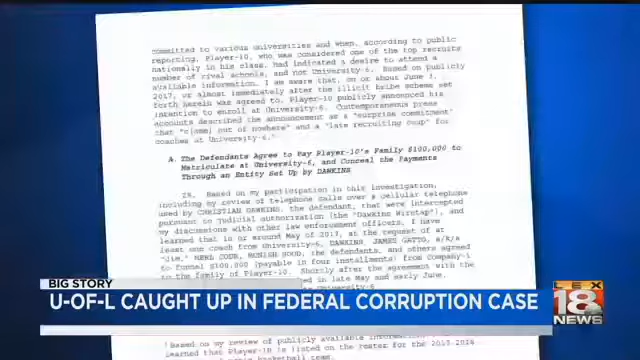 committed to various universities and when, according to public
reporting, Player-10, who was considered one of the top recruits
nationally in his class, had indicated a desire to attend a
number of rival schools, and not University-6. Based on publicly
available information, I am aware that, on or about June 3,
2017, or almost immediately after the illicit bribe scheme set
forth herein was agreed to, Player-10 publicly announced his
intention to enroll at University-6. Contemporaneous press
accounts described the announcement as a "surprise commitment"
that "c[ame] out of nowhere" and a "late recruiting coup" for
coaches at University-6.
A. The Defendants Agree to Pay Player-10's Family $100,000 to
Matriculate at University-6, and Conceal the Payments
Through an Entity Set Up by DAWKINS
28. Based on my participation in this investigation,
including my review of telephone calls over a cellular telephone
used by CHRISTIAN DAWKINS, the defendant, that were intercepted
pursuant to judicial authorization (the "Dawkins Wiretap"), and
my discussions with other law enforcement officers, I have
learned that in or around May of 2017, at the request of at
least one coach from University-6, DAWKINS, JAMES GATTO, a/k/a
"Jim," MERL CODE, MUNISH SOOD, the defendants, and others agreed
to funnel $100,000 (payable in four installments) from Company-1
to the family of Player-10. Shortly after the agreement with the
in late May and early June,
BIG STORY
U-OF-L CAUGHT UP IN FEDERAL CORRUPTION CASE
LEX
18
NEWS
Based on my review of publicly available
learned that Player-10 is listed on the roster for the 2017-2018
basketball team.